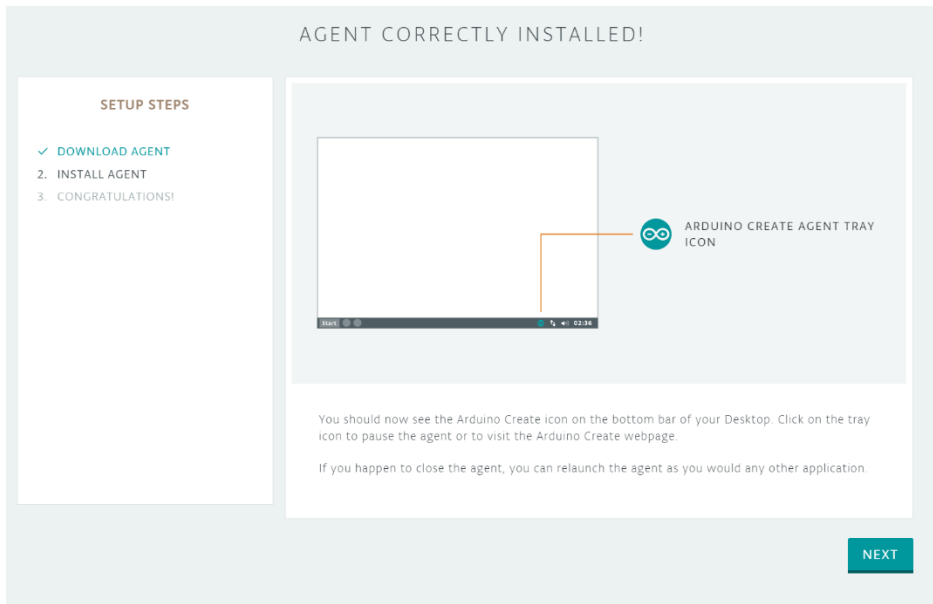 AGENT CORRECTLY INSTALLED!
SETUP STEPS
DOWNLOAD AGENT
2. INSTALL AGENT
3. CONGRATULATIONS!
ARDUINO CREATE AGENT TRAY
ICON
Start 02:36
You should now see the Arduino Create icon on the bottom bar of your Desktop. Click on the tray
icon to pause the agent or to visit the Arduino Create webpage.
If you happen to close the agent, you can relaunch the agent as you would any other application.
NEXT